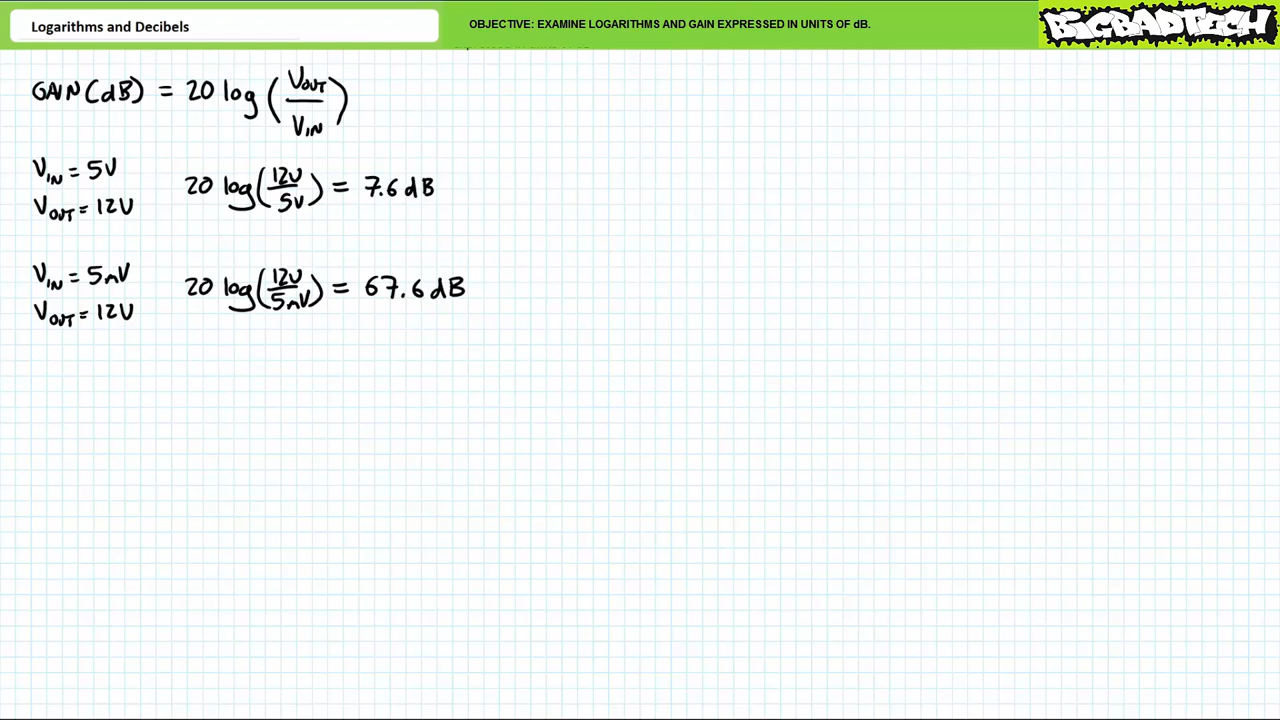 Logarithms and Decibels
OBJECTIVE: EXAMINE LOGARITHMS AND GAIN EXPRESSED IN UNITS OF dB.
BIGBADTECH
GAIN(dB) = 20 log (VOUT / VIN)
VIN = 5V
VOUT = 12V
20 log(12V / 5V) = 7.6 dB
VIN = 5mV
VOUT = 12V
20 log(12V / 5mV) = 67.6 dB